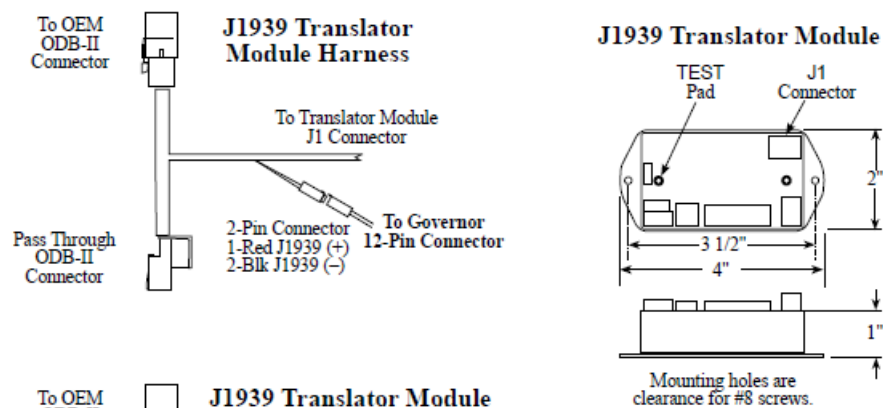 To OEM
ODB-II
Connector
J1939 Translator
Module Harness
To Translator Module
J1 Connector
2-Pin Connector
1-Red J1939 (+)
2-Blk J1939 (–)
To Governor
12-Pin Connector
Pass Through
ODB-II
Connector
J1939 Translator Module
TEST
Pad
J1
Connector
2"
3 1/2"
4"
1"
Mounting holes are
clearance for #8 screws.
To OEM
J1939 Translator Module